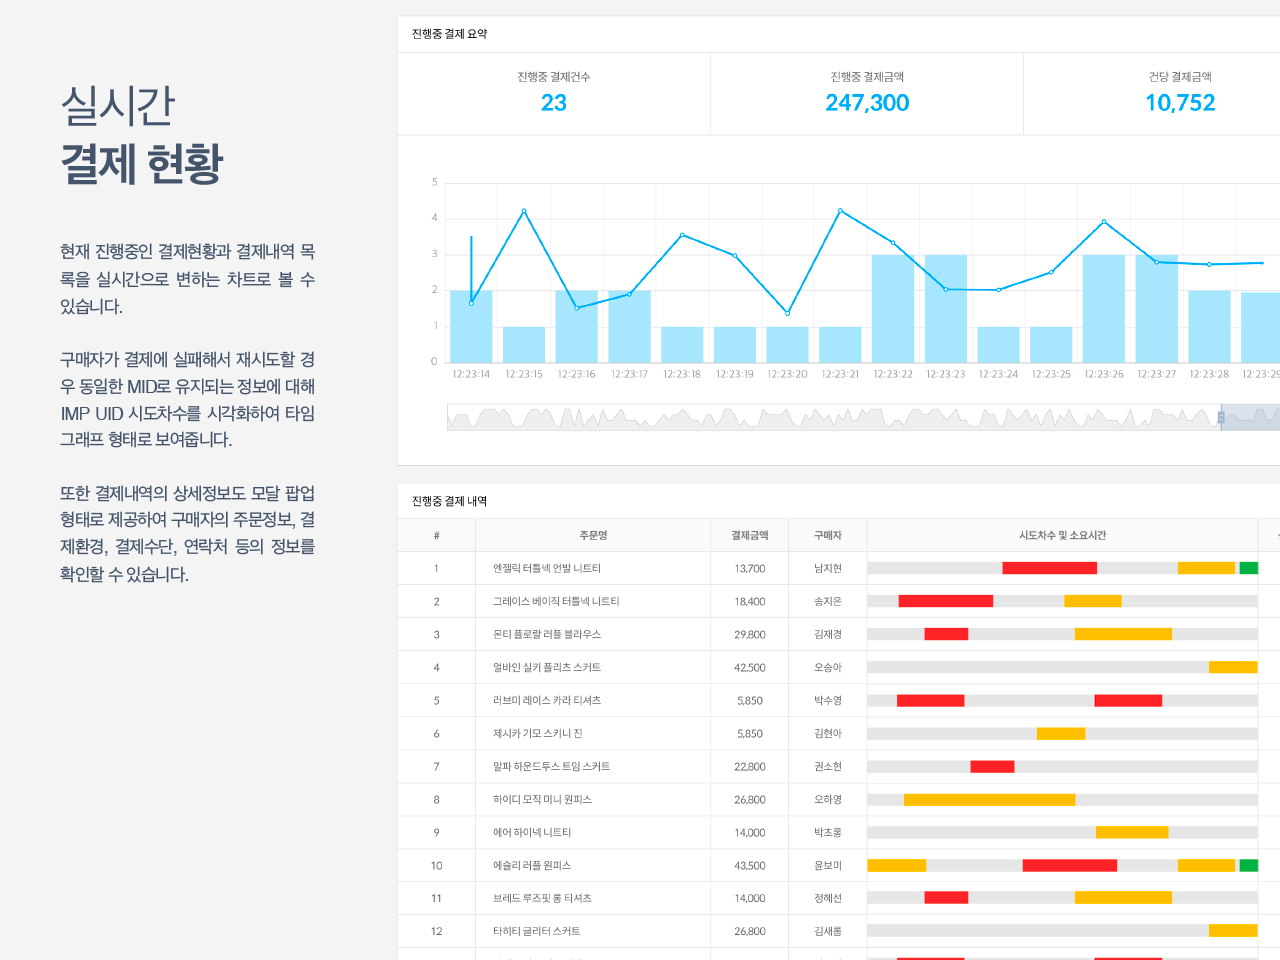 실시간
결제 현황
현재 진행중인 결제현황과 결제내역 목
록을 실시간으로 변하는 차트로 볼 수
있습니다.
구매자가 결제에 실패해서 재시도할 경
우 동일한 MID로 유지되는 정보에 대해
IMP UID 시도차수를 시각화하여 타임
그래프 형태로 보여줍니다.
또한 결제내역의 상세정보도 모달 팝업
형태로 제공하여 구매자의 주문정보, 결
제환경, 결제수단, 연락처 등의 정보를
확인할 수 있습니다.
진행중 결제 요약
진행중 결제건수 진행중 결제금액 건당 결제금액
23 247,300 10,752
5
4
3
2
1
0
12:23:14 12:23:15 12:23:16 12:23:17 12:23:18 12:23:19 12:23:20 12:23:21 12:23:22 12:23:23 12:23:24 12:23:25 12:23:26 12:23:27 12:23:28 12:23:29
진행중 결제 내역
# 주문명 결제금액 구매자 시도차수 및 소요시간
1 엔젤릭 터틀넥 언발 니트티 13,700 남지현
2 그레이스 베이직 터틀넥 니트티 18,400 송지은
3 몬티 플로랄 러플 블라우스 29,800 김재경
4 얼바인 실키 플리츠 스커트 42,500 오승아
5 러브미 레이스 카라 티셔츠 5,850 박수영
6 제시카 기모 스키니 진 5,850 김현아
7 알파 하운드투스 트임 스커트 22,800 권소현
8 하이디 모직 미니 원피스 26,800 오하영
9 에어 하이넥 니트티 14,000 박초롱
10 에슐리 러플 원피스 43,500 윤보미
11 브레드 루즈핏 롱 티셔츠 14,000 정혜선
12 타히티 글리터 스커트 26,800 김새롬